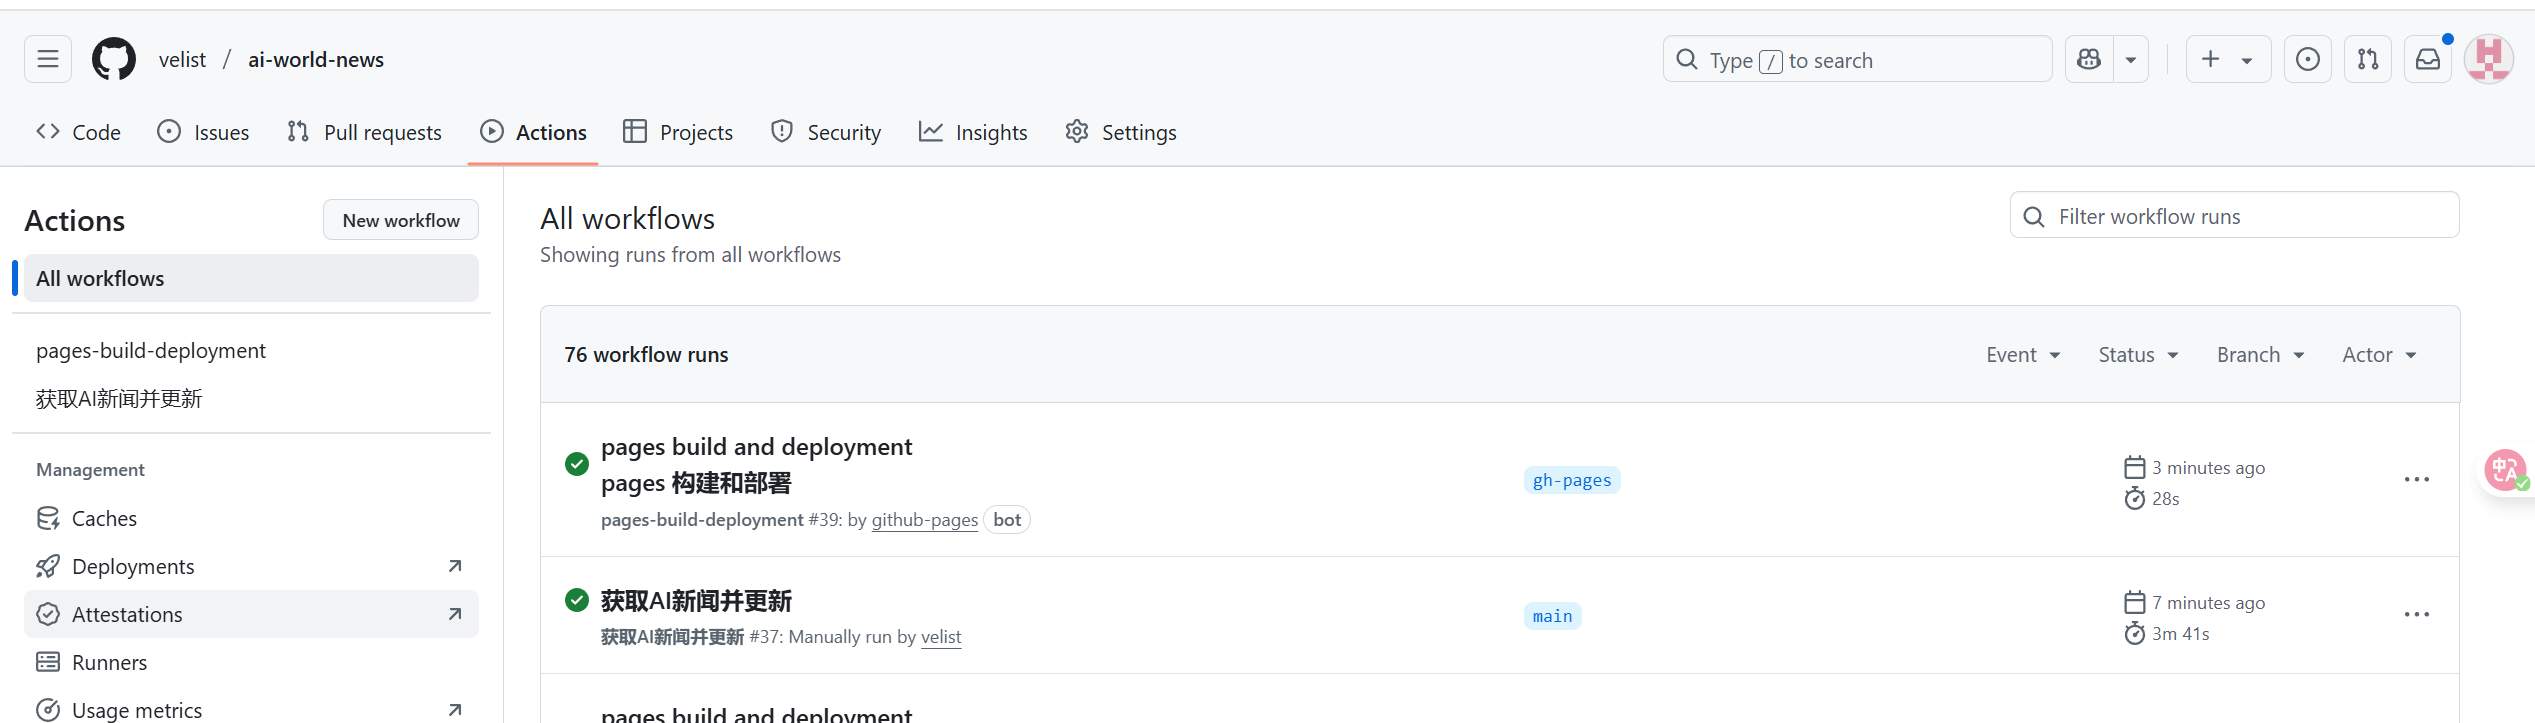 velist / ai-world-news
Type / to search
Code
Issues
Pull requests
Actions
Projects
Security
Insights
Settings
Actions
New workflow
All workflows
pages-build-deployment
获取AI新闻并更新
Management
Caches
Deployments
Attestations
Runners
Usage metrics
All workflows
Showing runs from all workflows
Filter workflow runs
76 workflow runs
Event
Status
Branch
Actor
pages build and deployment
pages 构建和部署
pages-build-deployment #39: by github-pages bot
gh-pages
3 minutes ago
28s
获取AI新闻并更新
获取AI新闻并更新 #37: Manually run by velist
main
7 minutes ago
3m 41s
pages build and deployment
中A